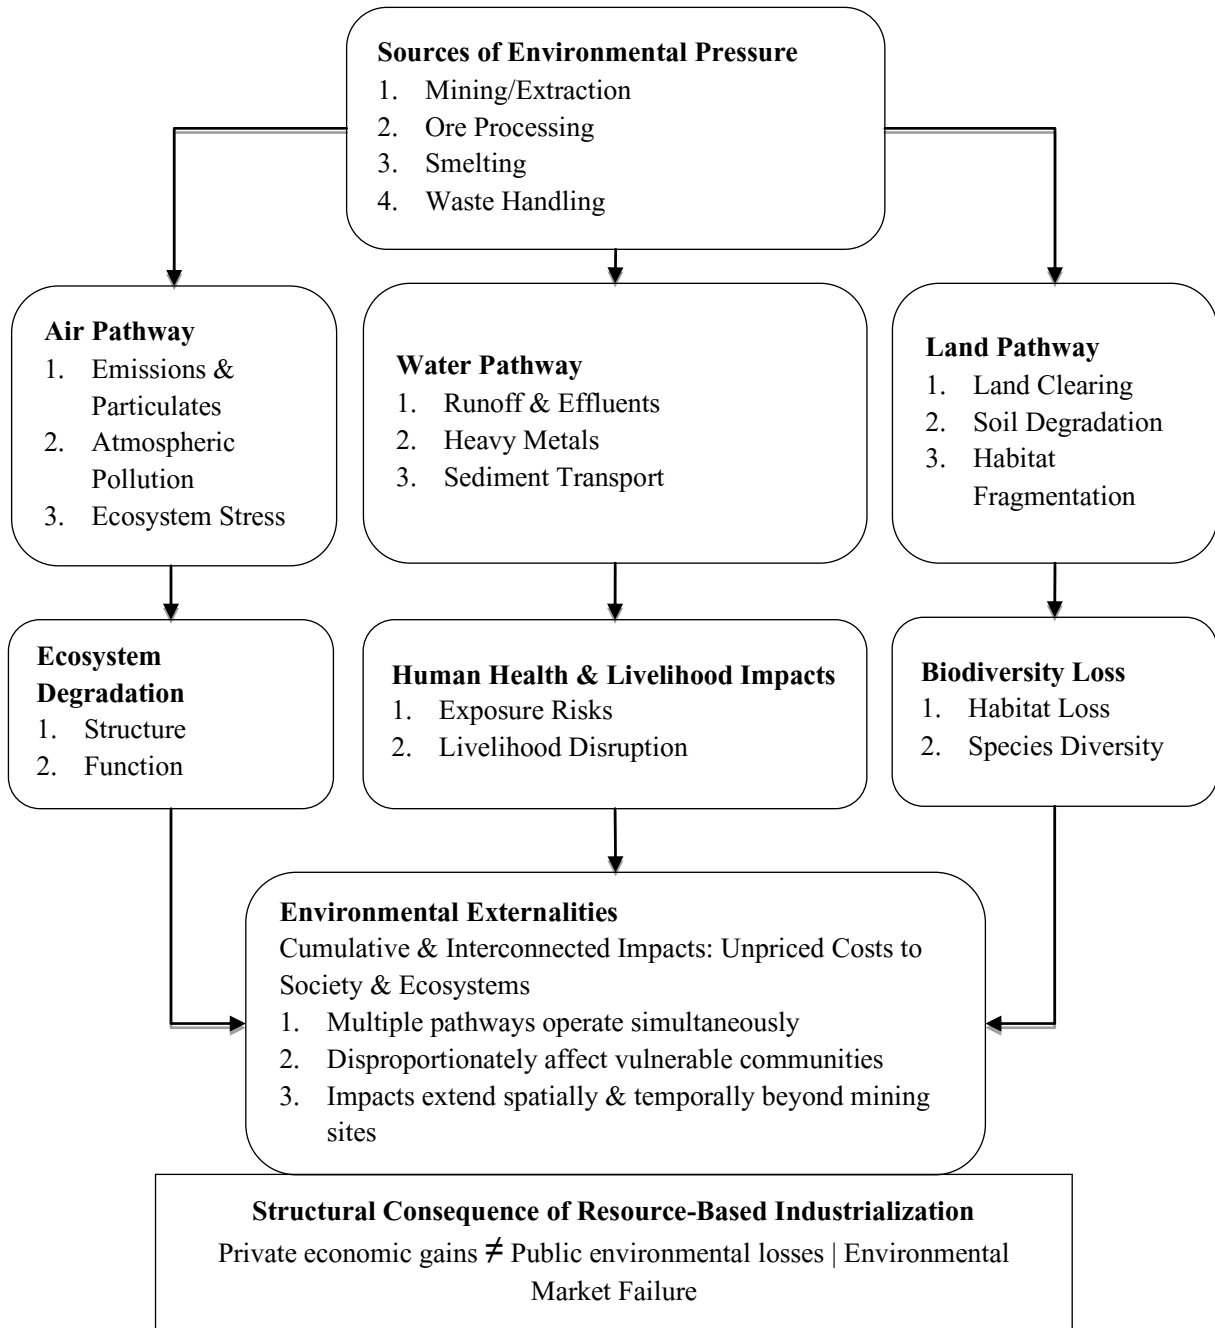 Sources of Environmental Pressure
1. Mining/Extraction
2. Ore Processing
3. Smelting
4. Waste Handling
Air Pathway
1. Emissions &
Particulates
2. Atmospheric
Pollution
3. Ecosystem Stress
Water Pathway
1. Runoff & Effluents
2. Heavy Metals
3. Sediment Transport
Land Pathway
1. Land Clearing
2. Soil Degradation
3. Habitat
Fragmentation
Ecosystem
Degradation
1. Structure
2. Function
Human Health & Livelihood Impacts
1. Exposure Risks
2. Livelihood Disruption
Biodiversity Loss
1. Habitat Loss
2. Species Diversity
Environmental Externalities
Cumulative & Interconnected Impacts: Unpriced Costs to
Society & Ecosystems
1. Multiple pathways operate simultaneously
2. Disproportionately affect vulnerable communities
3. Impacts extend spatially & temporally beyond mining
sites
Structural Consequence of Resource-Based Industrialization
Private economic gains ≠ Public environmental losses | Environmental
Market Failure